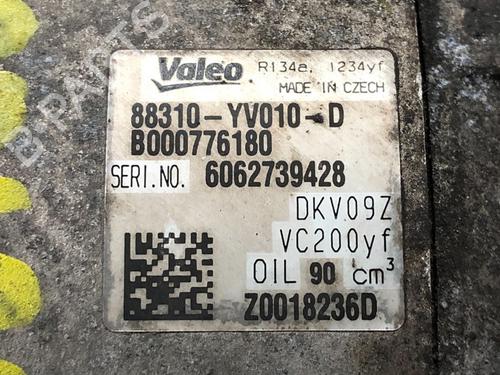 Valeo R134a, 1234yf
MADE IN CZECH
88310-YV010-D
B000776180
SERI.NO. 6062739428
DKV09Z
VC200yf
OIL 90 cm³
Z0018236D